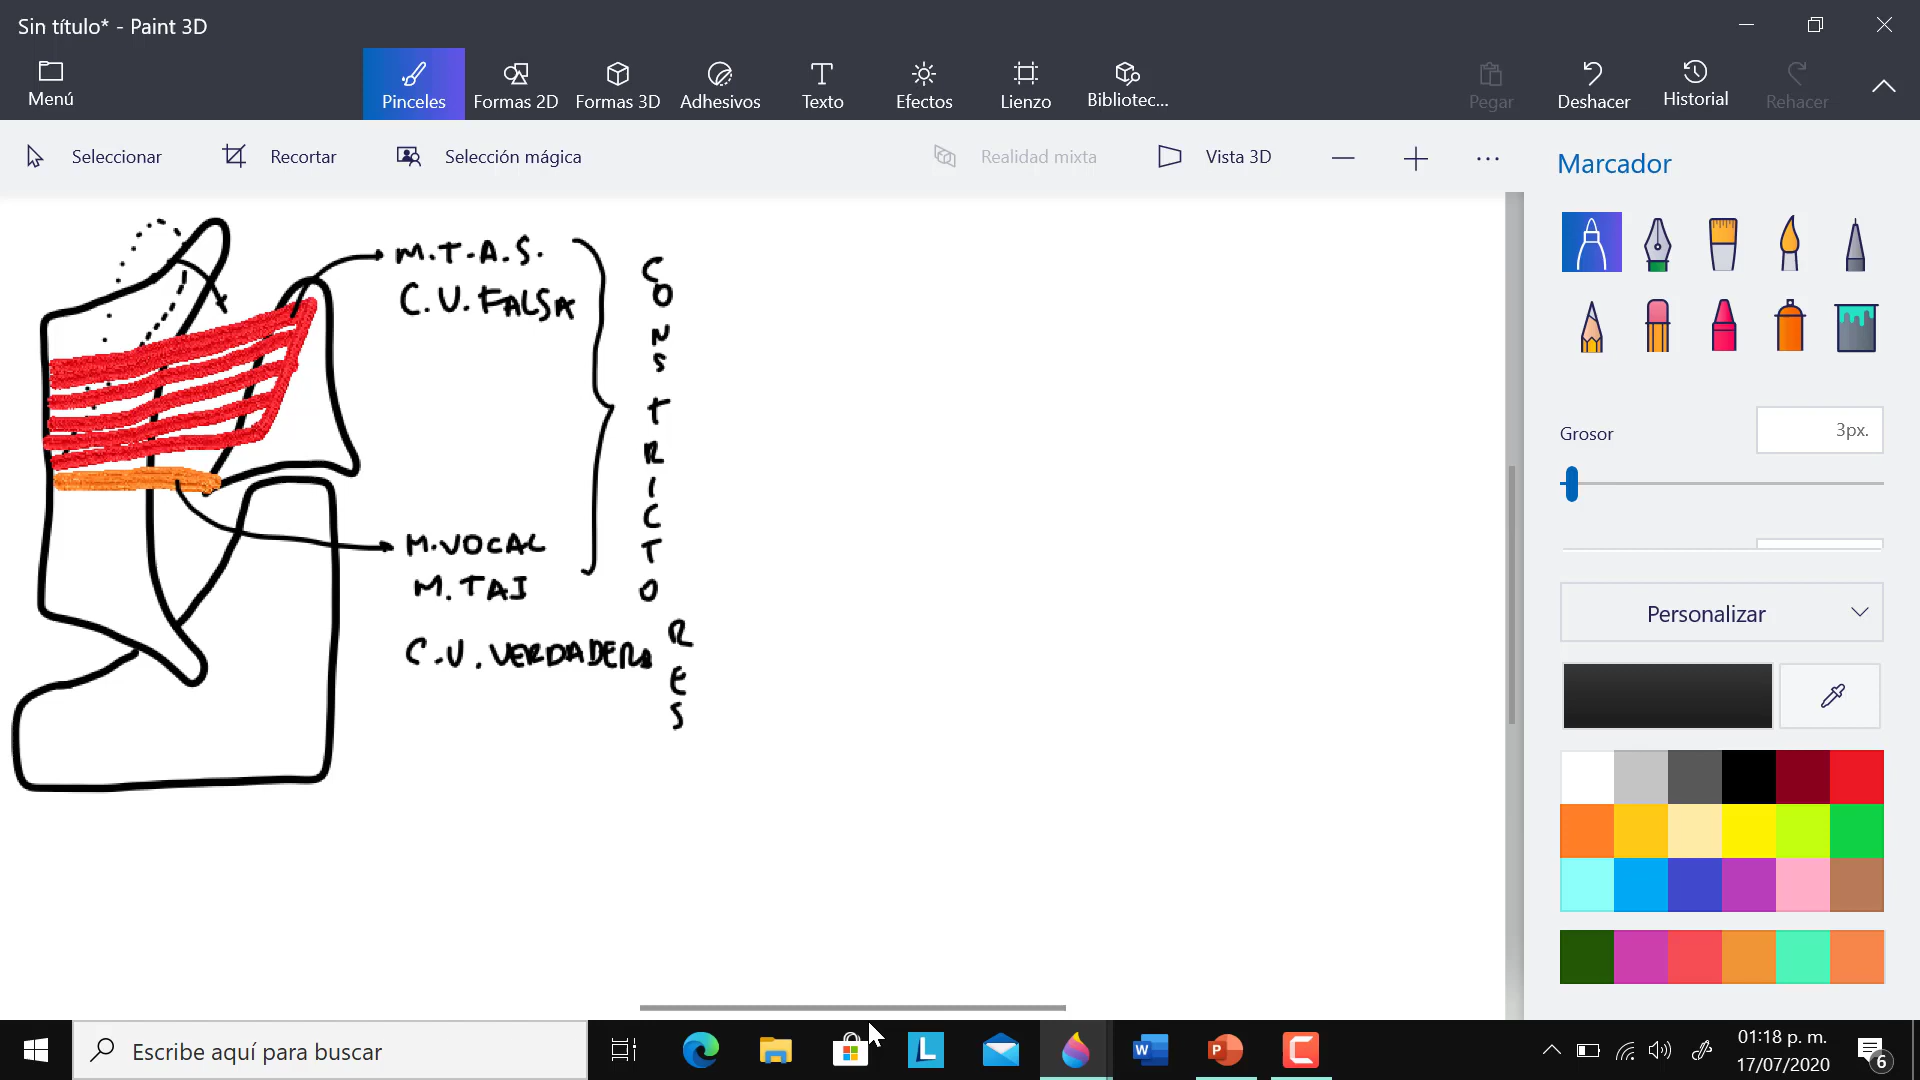 Sin título* - Paint 3D
Menú
Pinceles
Formas 2D
Formas 3D
Adhesivos
Texto
Efectos
Lienzo
Bibliotec...
Pegar
Deshacer
Historial
Rehacer
Seleccionar
Recortar
Selección mágica
Realidad mixta
Vista 3D
Marcador
Grosor
3px.
Personalizar
M.T.A.S.
C.V. FALSA
M.VOCAL
M.TAI
C.V. VERDADERA
CONSTRICTORES
Escribe aquí para buscar
01:18 p. m.
17/07/2020
6